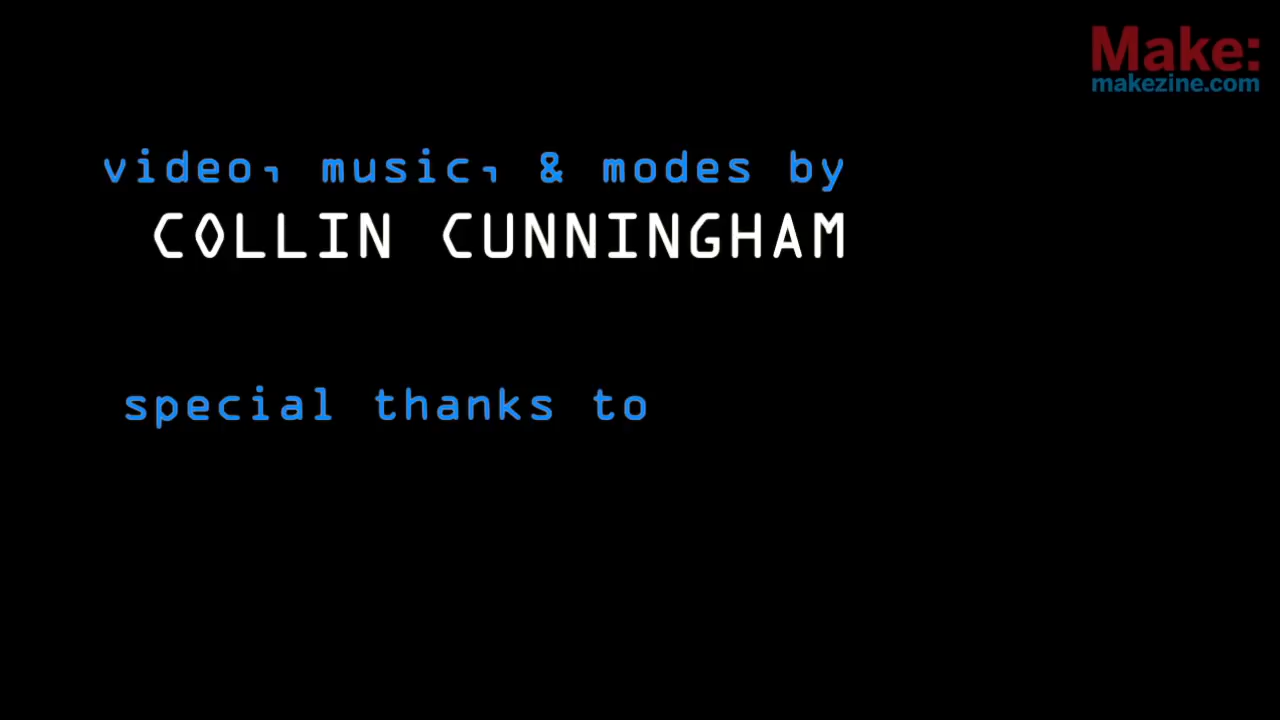 Make:
makezine.com
video, music, & modes by
COLLIN CUNNINGHAM
special thanks to